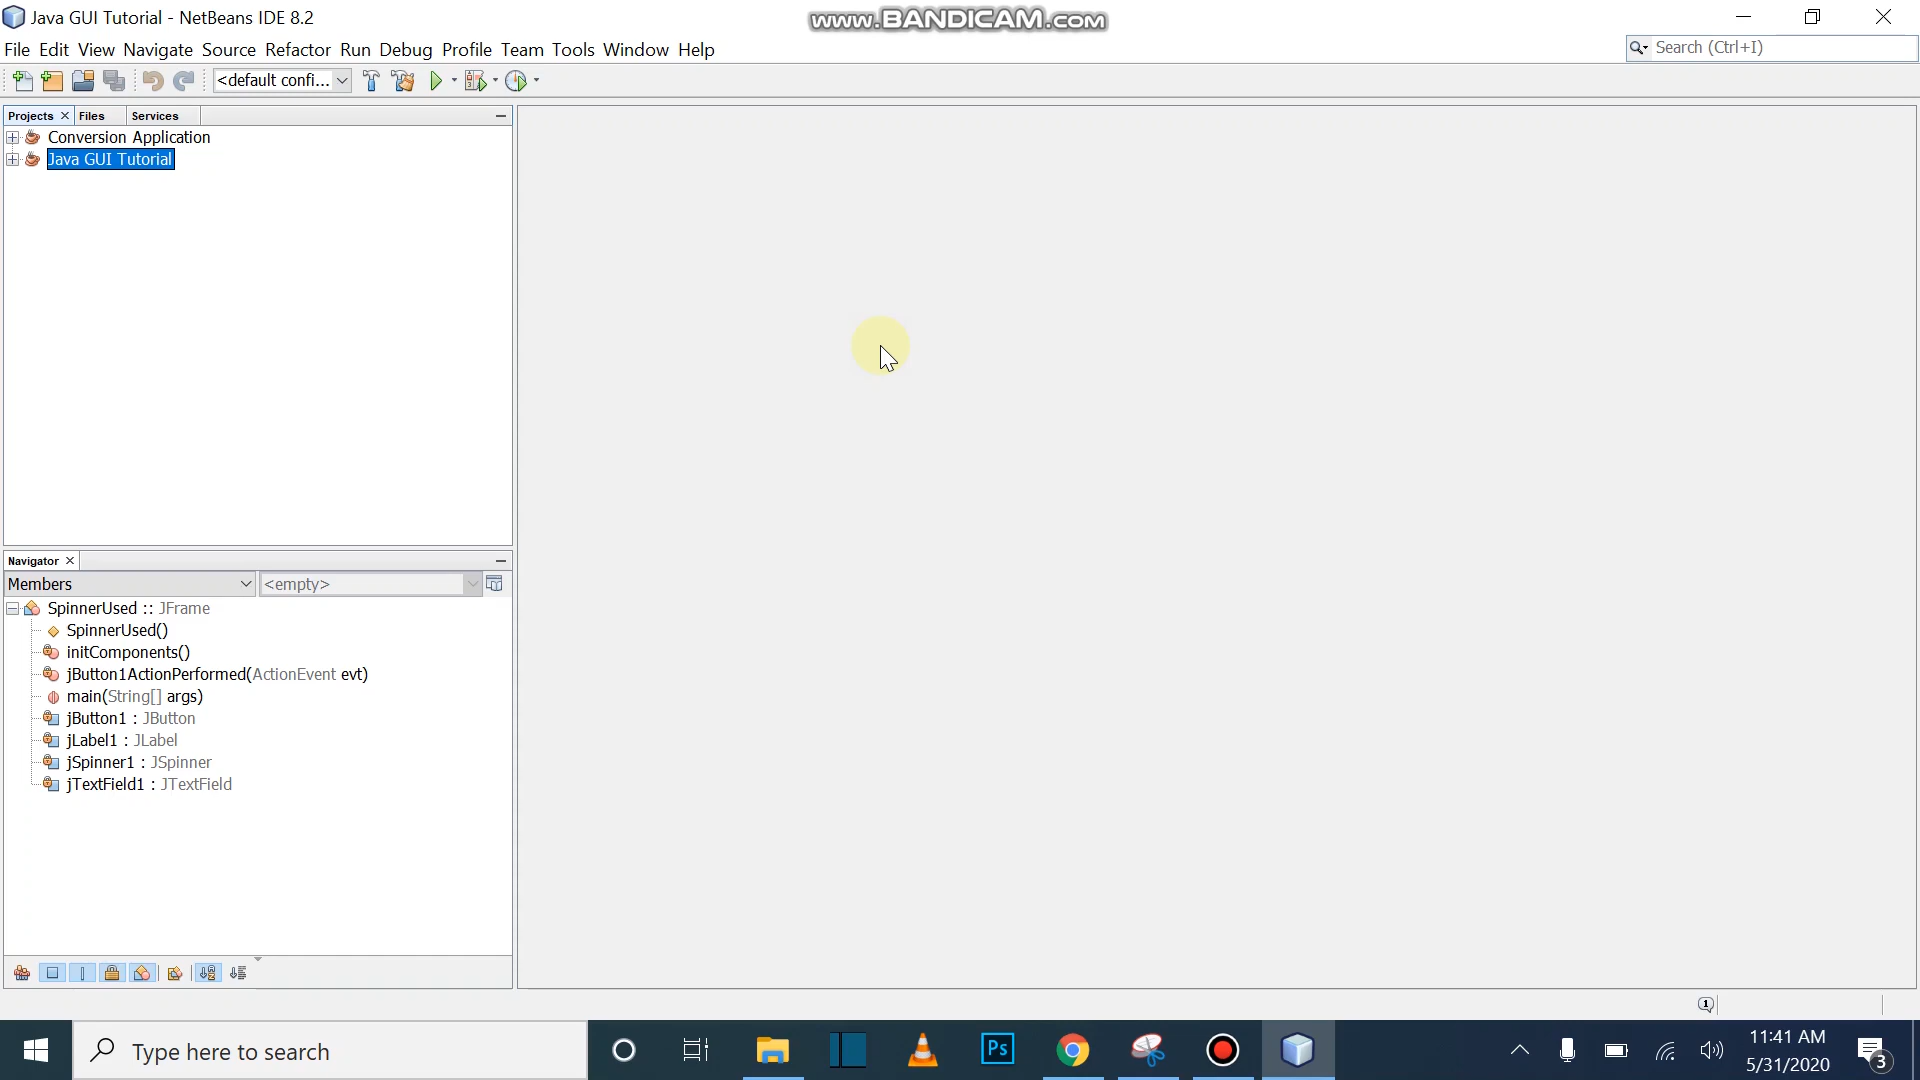 Java GUI Tutorial - NetBeans IDE 8.2
www.BANDICAM.com
File Edit View Navigate Source Refactor Run Debug Profile Team Tools Window Help
Search (Ctrl+I)
<default confi...
Projects Files Services
Conversion Application
Java GUI Tutorial
Navigator
Members <empty>
SpinnerUsed :: JFrame
SpinnerUsed()
initComponents()
jButton1ActionPerformed(ActionEvent evt)
main(String[] args)
jButton1 : JButton
jLabel1 : JLabel
jSpinner1 : JSpinner
jTextField1 : JTextField
1
Type here to search
Ps
11:41 AM
5/31/2020
3